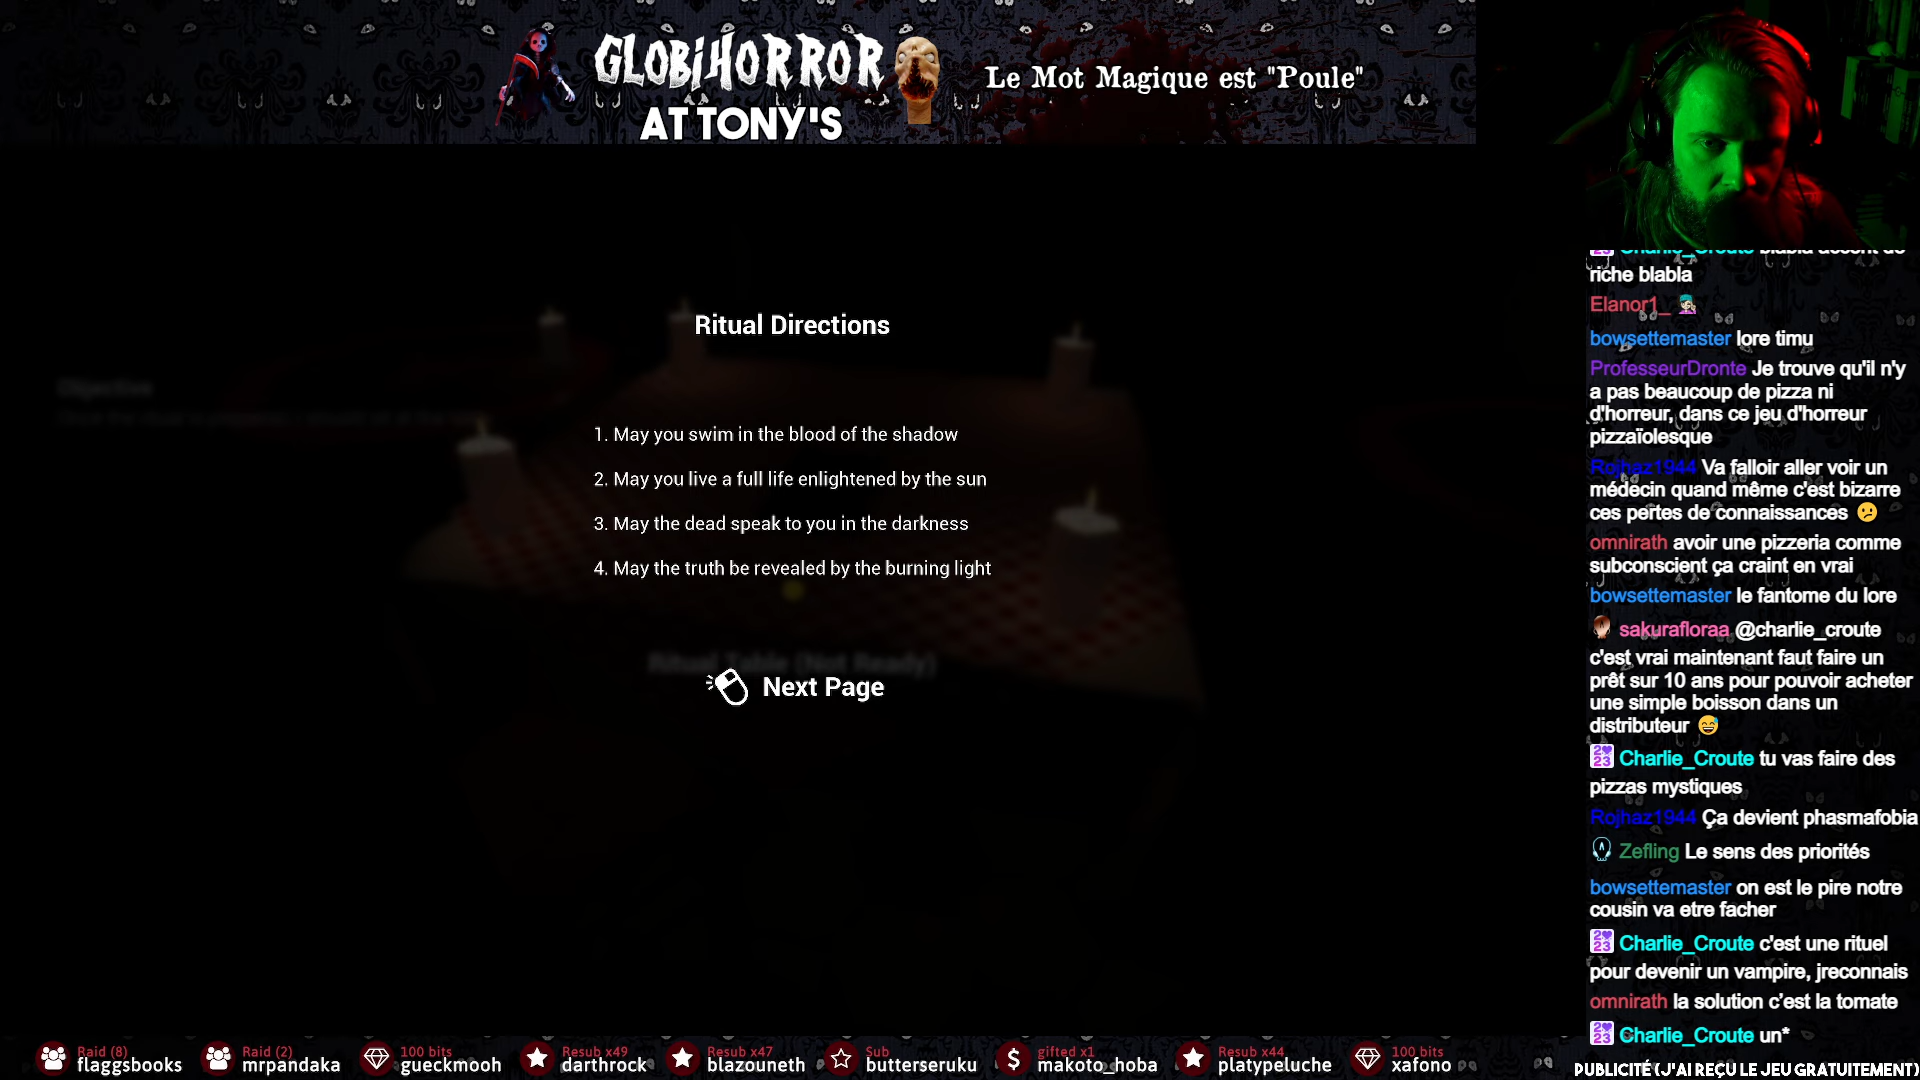 GLOBIHORROR
AT TONY'S
Le Mot Magique est "Poule"
Ritual Directions
Objective
1. May you swim in the blood of the shadow
2. May you live a full life enlightened by the sun
3. May the dead speak to you in the darkness
4. May the truth be revealed by the burning light
Ritual Table (Not Ready)
Next Page
riche blabla
Elanor1_
bowsettemaster lore timu
ProfesseurDronte Je trouve qu'il n'y
a pas beaucoup de pizza ni
d'horreur, dans ce jeu d'horreur
pizzaïolesque
Rojhaz1944 Va falloir aller voir un
médecin quand même c'est bizarre
ces pertes de connaissances
omnirath avoir une pizzeria comme
subconscient ça craint en vrai
bowsettemaster le fantome du lore
sakurafloraa @charlie_croute
c'est vrai maintenant faut faire un
prêt sur 10 ans pour pouvoir acheter
une simple boisson dans un
distributeur
Charlie_Croute tu vas faire des
pizzas mystiques
Rojhaz1944 Ça devient phasmafobia
Zefling Le sens des priorités
bowsettemaster on est le pire notre
cousin va etre facher
Charlie_Croute c'est une rituel
pour devenir un vampire, jreconnais
omnirath la solution c'est la tomate
Charlie_Croute un*
Raid (8)
flaggsbooks
Raid (2)
mrpandaka
100 bits
gueckmooh
Resub x49
darthrock
Resub x47
blazouneth
Sub
butterseruku
gifted x1
makoto_hoba
Resub x44
platypeluche
100 bits
xafono
PUBLICITÉ (J'AI REÇU LE JEU GRATUITEMENT)